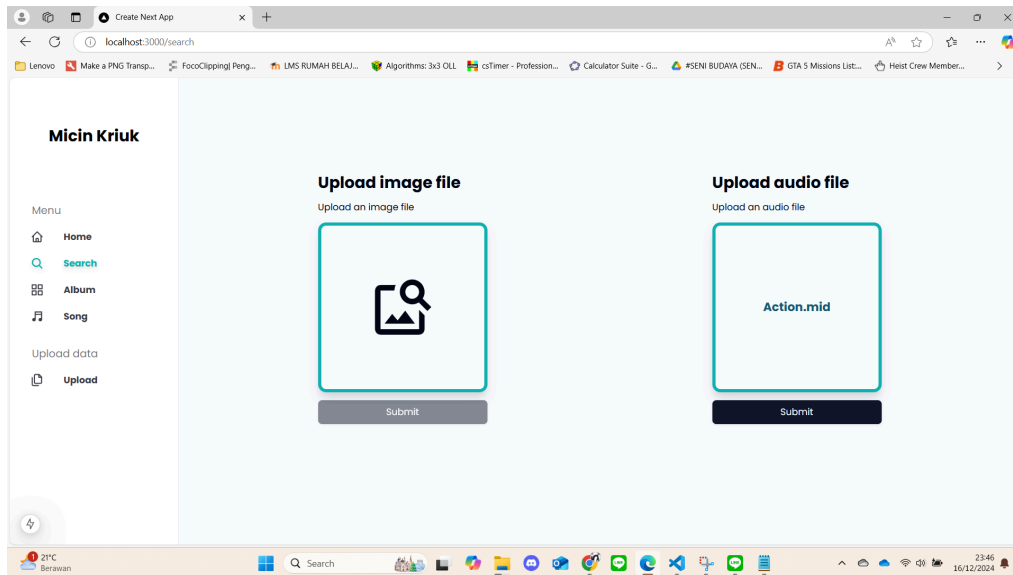 Create Next App
localhost:3000/search
Lenovo
Make a PNG Transp...
FocoClipping| Peng...
LMS RUMAH BELAJ...
Algorithms: 3x3 OLL
csTimer - Profession...
Calculator Suite - G...
#SENI BUDAYA (SEN...
GTA 5 Missions List:...
Heist Crew Member...
Micin Kriuk
Menu
Home
Search
Album
Song
Upload data
Upload
Upload image file
Upload an image file
Submit
Upload audio file
Upload an audio file
Action.mid
Submit
1
21°C
Berawan
Search
23:46
16/12/2024